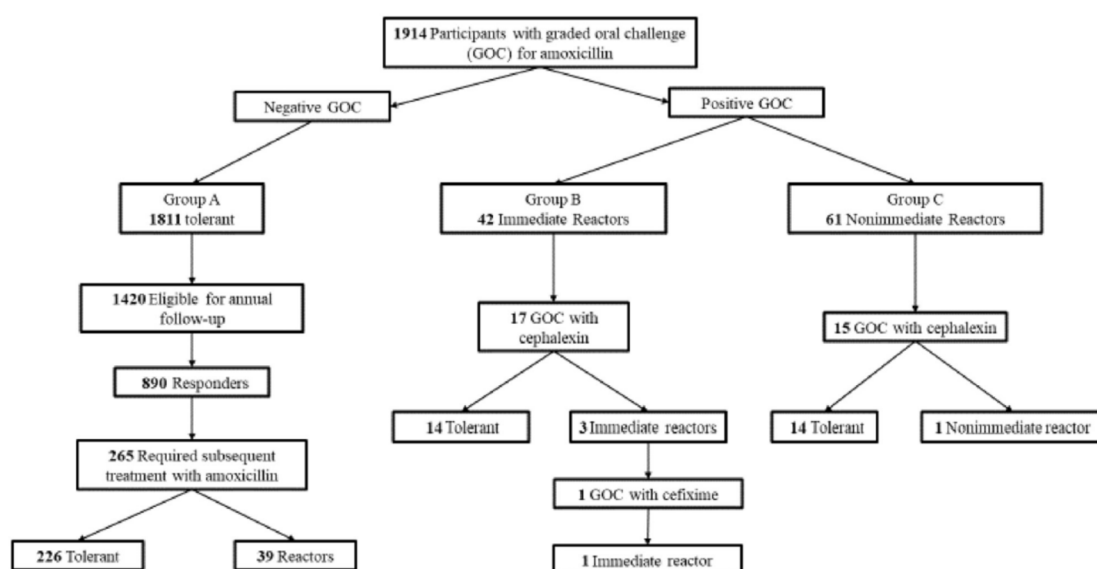 1914 Participants with graded oral challenge
(GOC) for amoxicillin
Negative GOC
Positive GOC
Group A
1811 tolerant
Group B
42 Immediate Reactors
Group C
61 Nonimmediate Reactors
1420 Eligible for annual
follow-up
17 GOC with
cephalexin
15 GOC with cephalexin
890 Responders
14 Tolerant
3 Immediate reactors
14 Tolerant
1 Nonimmediate reactor
265 Required subsequent
treatment with amoxicillin
1 GOC with cefixime
226 Tolerant
39 Reactors
1 Immediate reactor